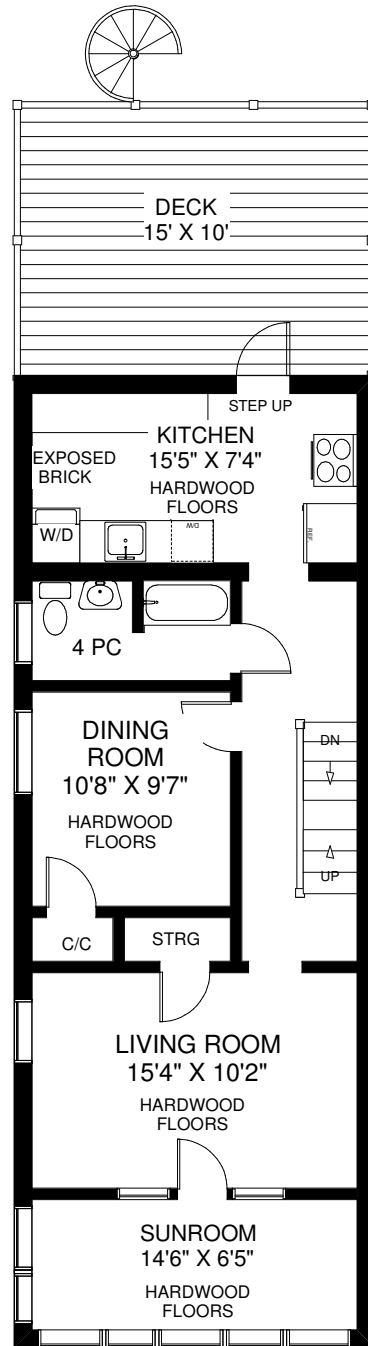 DECK
15' X 10'
STEP UP
KITCHEN
15'5" X 7'4"
EXPOSED
BRICK
HARDWOOD
FLOORS
W/D
D/W
REF
4 PC
DINING
ROOM
10'8" X 9'7"
HARDWOOD
FLOORS
DN
UP
C/C
STRG
LIVING ROOM
15'4" X 10'2"
HARDWOOD
FLOORS
SUNROOM
14'6" X 6'5"
HARDWOOD
FLOORS